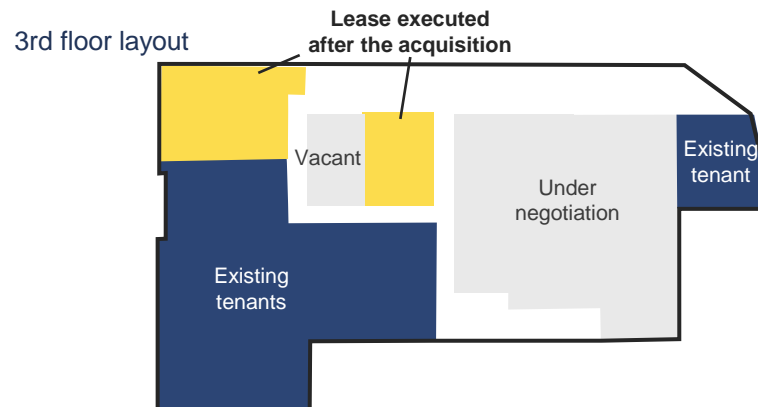 3rd floor layout
Lease executed
after the acquisition
Vacant
Under
negotiation
Existing
tenant
Existing
tenants